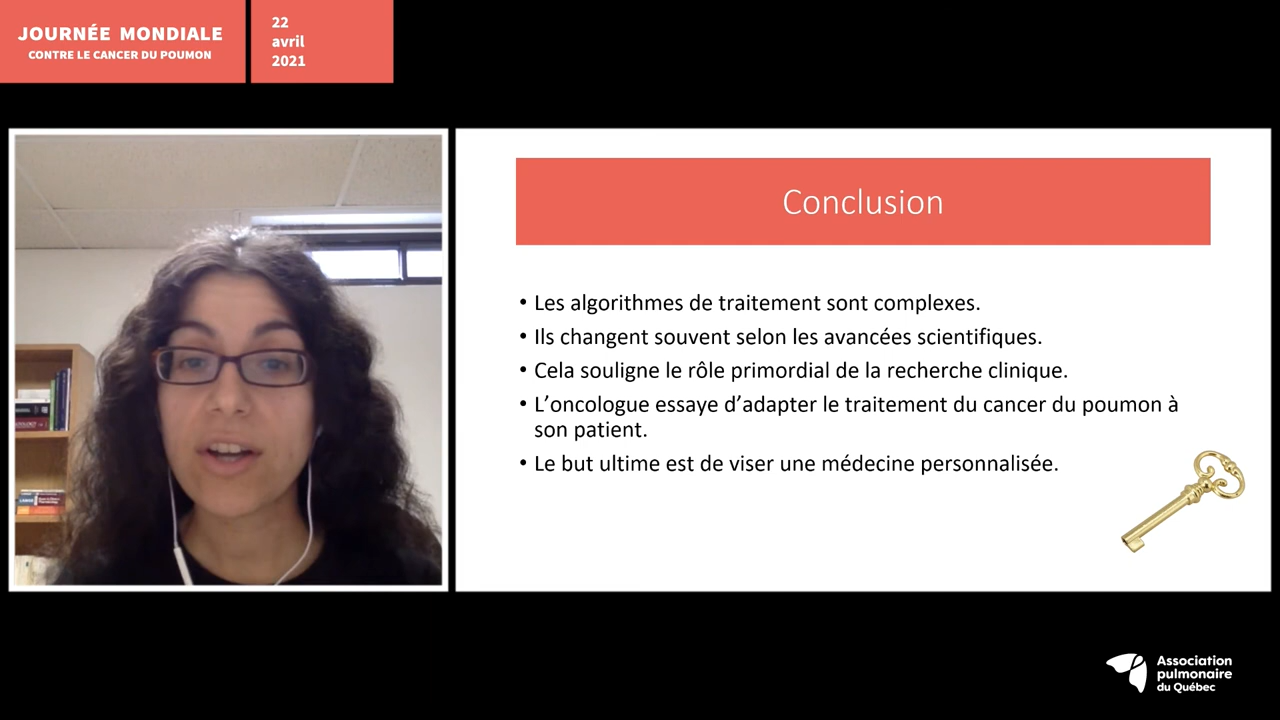 JOURNÉE MONDIALE
CONTRE LE CANCER DU POUMON
22
avril
2021
Conclusion
• Les algorithmes de traitement sont complexes.
• Ils changent souvent selon les avancées scientifiques.
• Cela souligne le rôle primordial de la recherche clinique.
• L’oncologue essaye d’adapter le traitement du cancer du poumon à
son patient.
• Le but ultime est de viser une médecine personnalisée.
Association
pulmonaire
du Québec